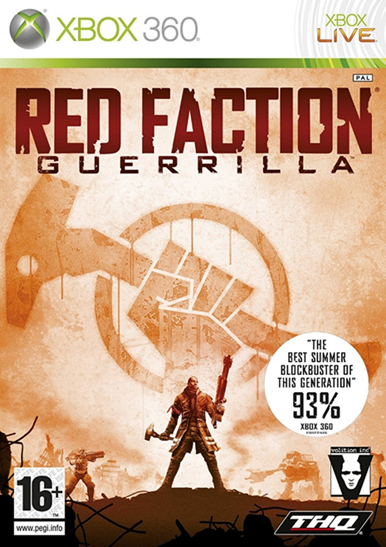 XBOX 360
XBOX
LIVE
PAL
RED FACTION
GUERRILLA™
"THE
BEST SUMMER
BLOCKBUSTER OF
THIS GENERATION"
93%
XBOX 360
volition inc
V
16+
www.pegi.info
THQ